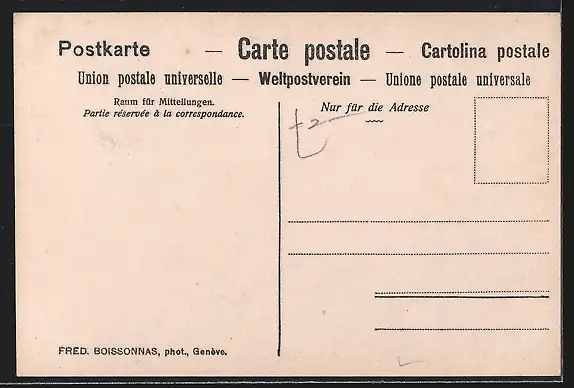 Postkarte — Carte postale — Cartolina postale
Union postale universelle — Weltpostverein — Unione postale universale
Raum für Mitteilungen.
Partie réservée à la correspondance.
Nur für die Adresse
FRED. BOISSONNAS, phot., Genève.